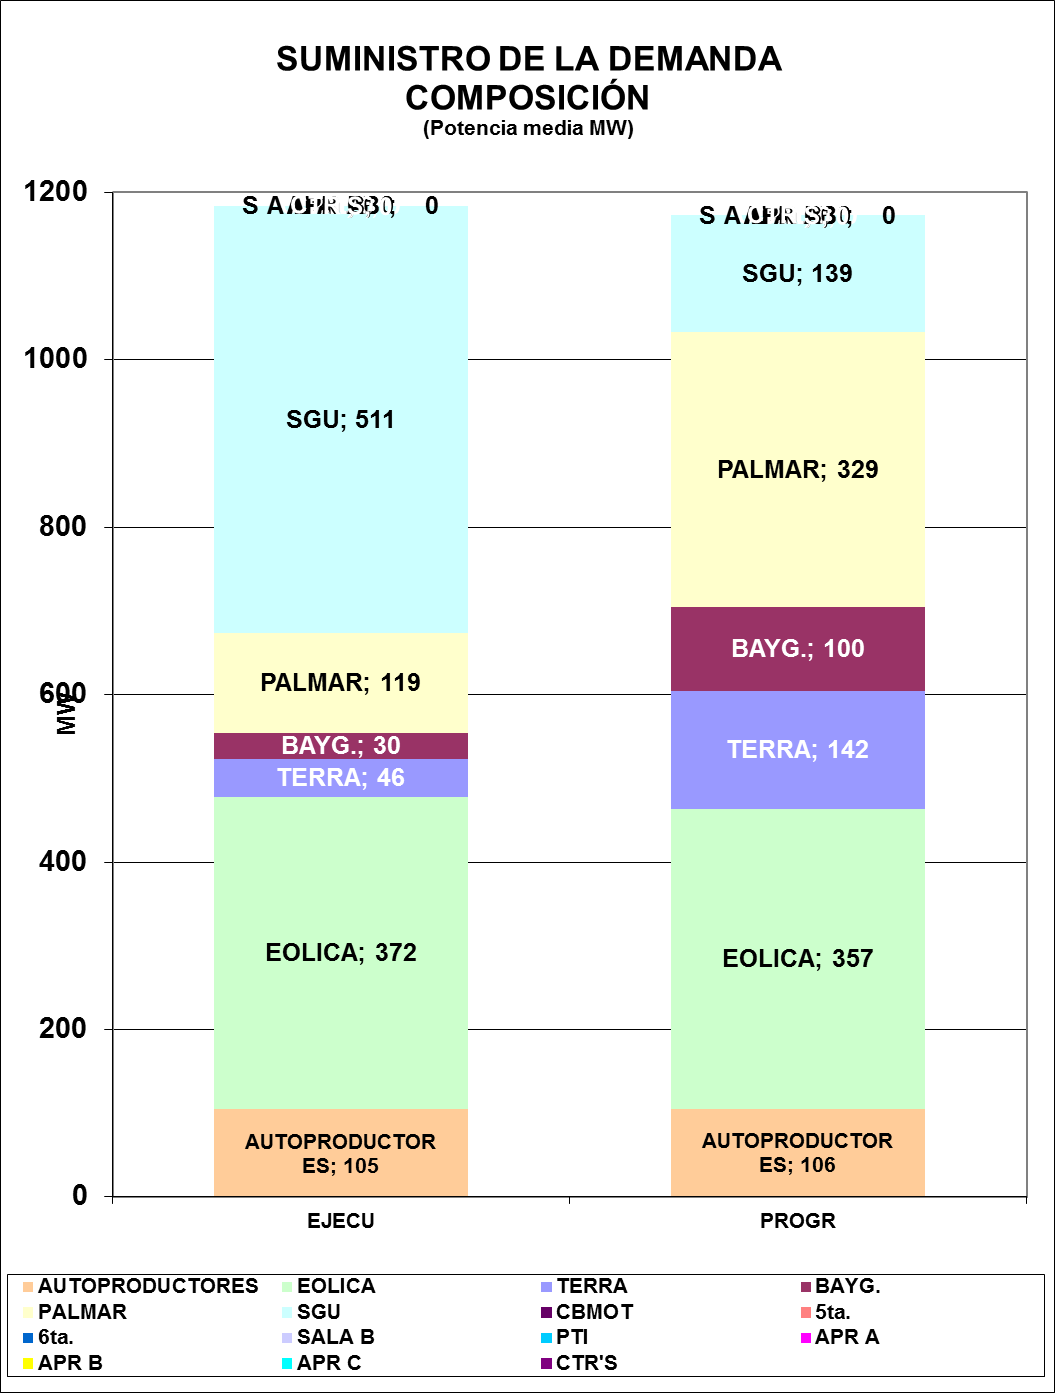 SUMINISTRO DE LA DEMANDA
COMPOSICIÓN
(Potencia media MW)
1200
1000
800
600
400
200
0
MW
0
SGU; 511
PALMAR; 119
BAYG.; 30
TERRA; 46
EOLICA; 372
AUTOPRODUCTOR
ES; 105
0
SGU; 139
PALMAR; 329
BAYG.; 100
TERRA; 142
EOLICA; 357
AUTOPRODUCTOR
ES; 106
EJECU PROGR
AUTOPRODUCTORES EOLICA TERRA BAYG.
PALMAR SGU CBMOT 5ta.
6ta. SALA B PTI APR A
APR B APR C CTR'S